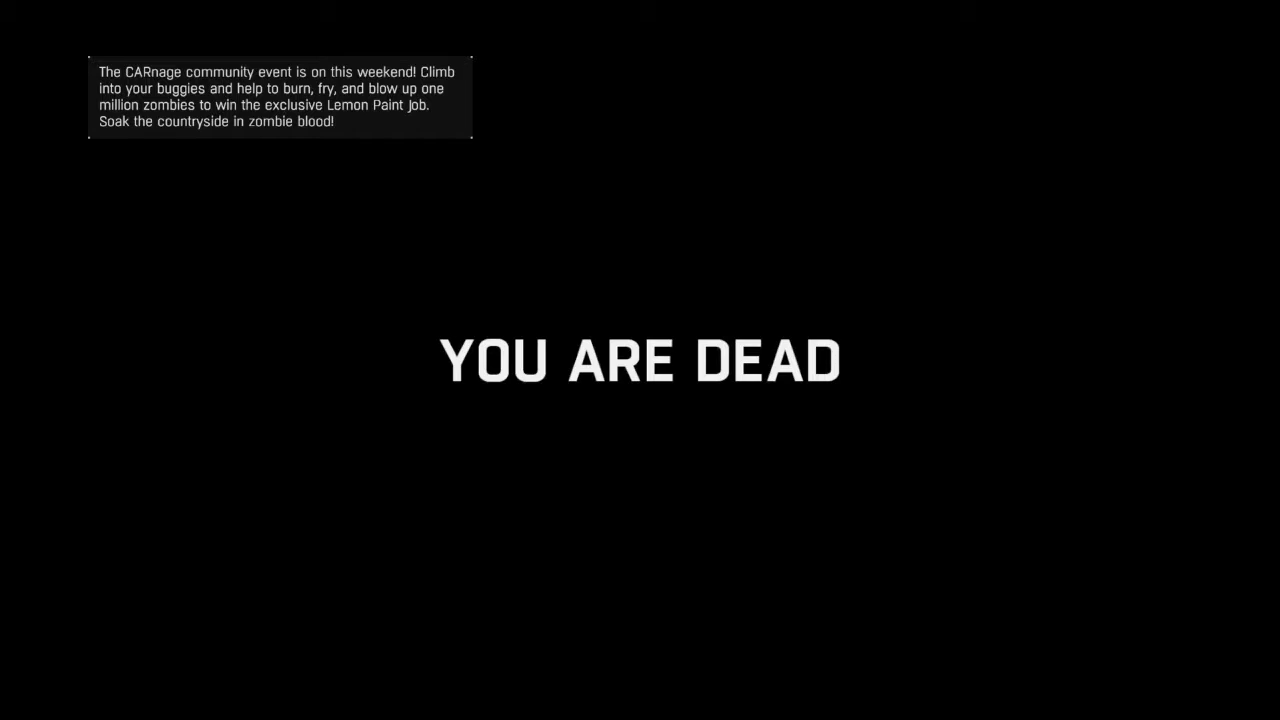 The CARnage community event is on this weekend! Climb
into your buggies and help to burn, fry, and blow up one
million zombies to win the exclusive Lemon Paint Job.
Soak the countryside in zombie blood!
YOU ARE DEAD